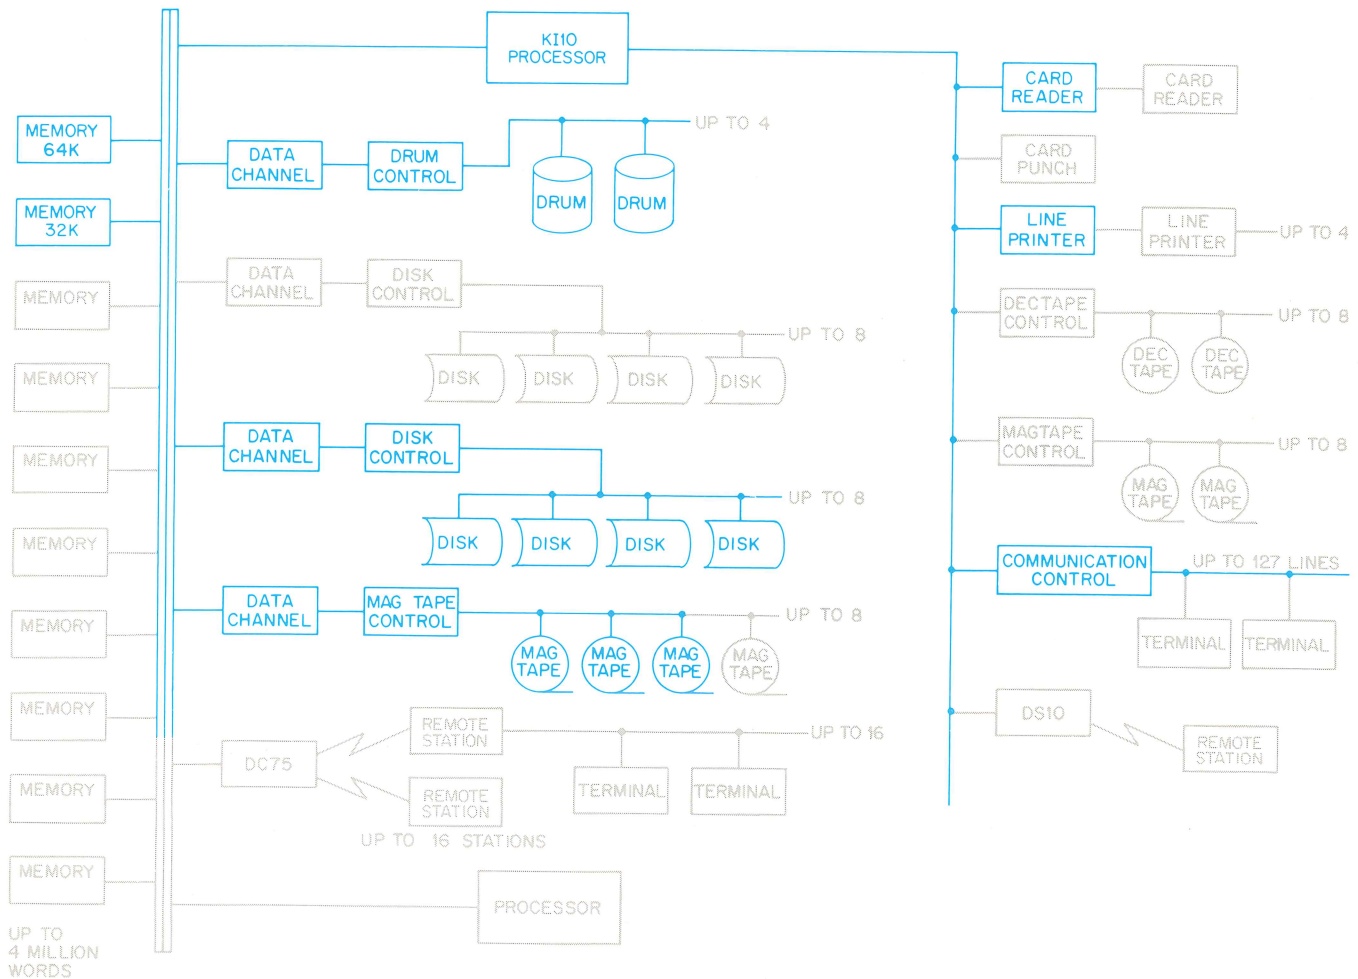 KI10
PROCESSOR
MEMORY
64K
MEMORY
32K
MEMORY
MEMORY
MEMORY
MEMORY
MEMORY
MEMORY
MEMORY
MEMORY
UP TO
4 MILLION
WORDS
DATA
CHANNEL
DRUM
CONTROL
DRUM
DRUM
UP TO 4
DATA
CHANNEL
DISK
CONTROL
DISK
DISK
DISK
DISK
UP TO 8
DATA
CHANNEL
DISK
CONTROL
DISK
DISK
DISK
DISK
UP TO 8
DATA
CHANNEL
MAG TAPE
CONTROL
MAG
TAPE
MAG
TAPE
MAG
TAPE
MAG
TAPE
UP TO 8
DC75
REMOTE
STATION
REMOTE
STATION
UP TO 16 STATIONS
TERMINAL
TERMINAL
UP TO 16
PROCESSOR
CARD
READER
CARD
READER
CARD
PUNCH
LINE
PRINTER
LINE
PRINTER
UP TO 4
DECTAPE
CONTROL
DEC
TAPE
DEC
TAPE
UP TO 8
MAGTAPE
CONTROL
MAG
TAPE
MAG
TAPE
UP TO 8
COMMUNICATION
CONTROL
UP TO 127 LINES
TERMINAL
TERMINAL
DS10
REMOTE
STATION